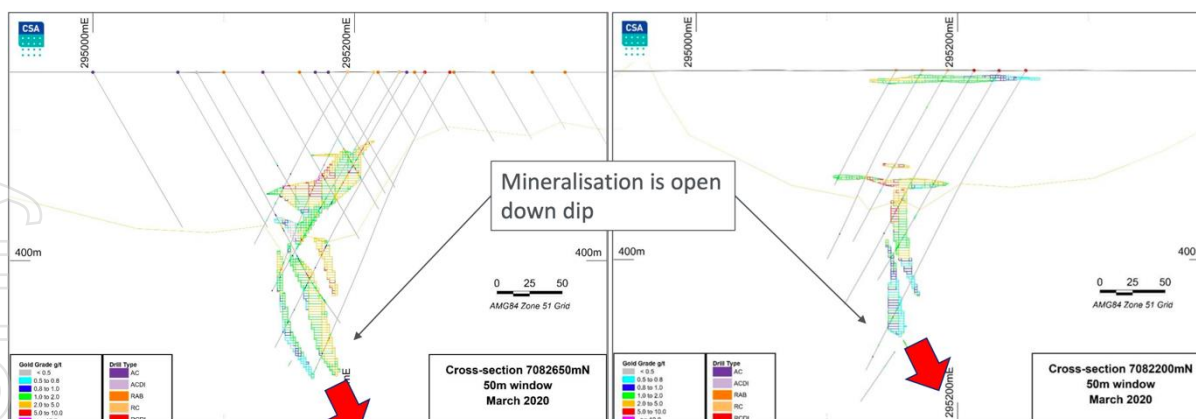 CSA
295000mE
295200mE
Mineralisation is open
down dip
400m
0 25 50
AMG84 Zone 51 Grid
Gold Grade g/t
< 0.5
0.5 to 0.8
0.8 to 1.0
1.0 to 2.0
2.0 to 5.0
5.0 to 10.0
Drill Type
AC
ACDI
RAB
RC
RCDI
Cross-section 7082650mN
50m window
March 2020
CSA
295000mE
295200mE
400m
0 25 50
AMG84 Zone 51 Grid
Gold Grade g/t
< 0.5
0.5 to 0.8
0.8 to 1.0
1.0 to 2.0
2.0 to 5.0
5.0 to 10.0
Drill Type
AC
ACDI
RAB
RC
RCDI
295200mE
Cross-section 7082200mN
50m window
March 2020